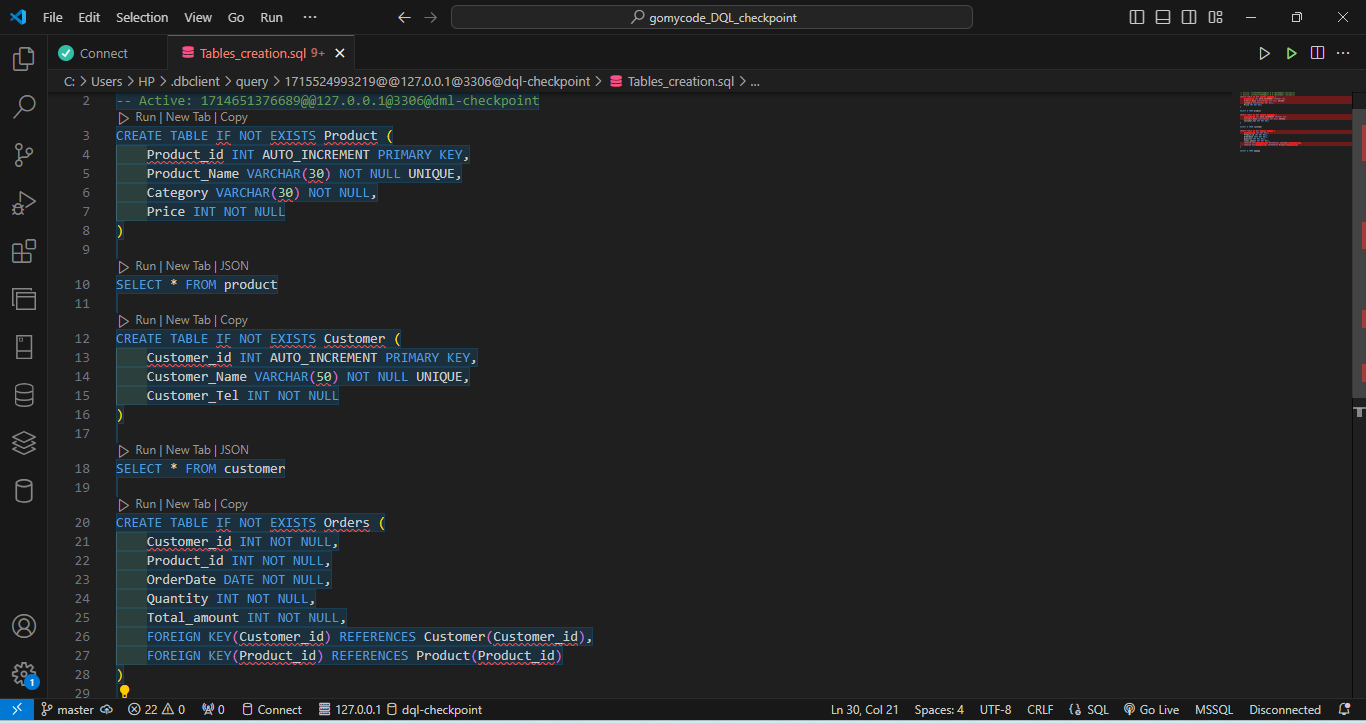 File Edit Selection View Go Run ··· gomycode_DQL_checkpoint
Connect Tables_creation.sql 9+
C: > Users > HP > .dbclient > query > 1715524993219@@127.0.0.1@3306@dql-checkpoint > Tables_creation.sql > ...
2 -- Active: 1714651376689@@127.0.0.1@3306@dml-checkpoint
Run | New Tab | Copy
3 CREATE TABLE IF NOT EXISTS Product (
4 Product_id INT AUTO_INCREMENT PRIMARY KEY,
5 Product_Name VARCHAR(30) NOT NULL UNIQUE,
6 Category VARCHAR(30) NOT NULL,
7 Price INT NOT NULL
8 )
9
Run | New Tab | JSON
10 SELECT * FROM product
11
Run | New Tab | Copy
12 CREATE TABLE IF NOT EXISTS Customer (
13 Customer_id INT AUTO_INCREMENT PRIMARY KEY,
14 Customer_Name VARCHAR(50) NOT NULL UNIQUE,
15 Customer_Tel INT NOT NULL
16 )
17
Run | New Tab | JSON
18 SELECT * FROM customer
19
Run | New Tab | Copy
20 CREATE TABLE IF NOT EXISTS Orders (
21 Customer_id INT NOT NULL,
22 Product_id INT NOT NULL,
23 OrderDate DATE NOT NULL,
24 Quantity INT NOT NULL,
25 Total_amount INT NOT NULL,
26 FOREIGN KEY(Customer_id) REFERENCES Customer(Customer_id),
27 FOREIGN KEY(Product_id) REFERENCES Product(Product_id)
28 )
29
1
master 22 0 0 Connect 127.0.0.1 dql-checkpoint Ln 30, Col 21 Spaces: 4 UTF-8 CRLF SQL Go Live MSSQL Disconnected